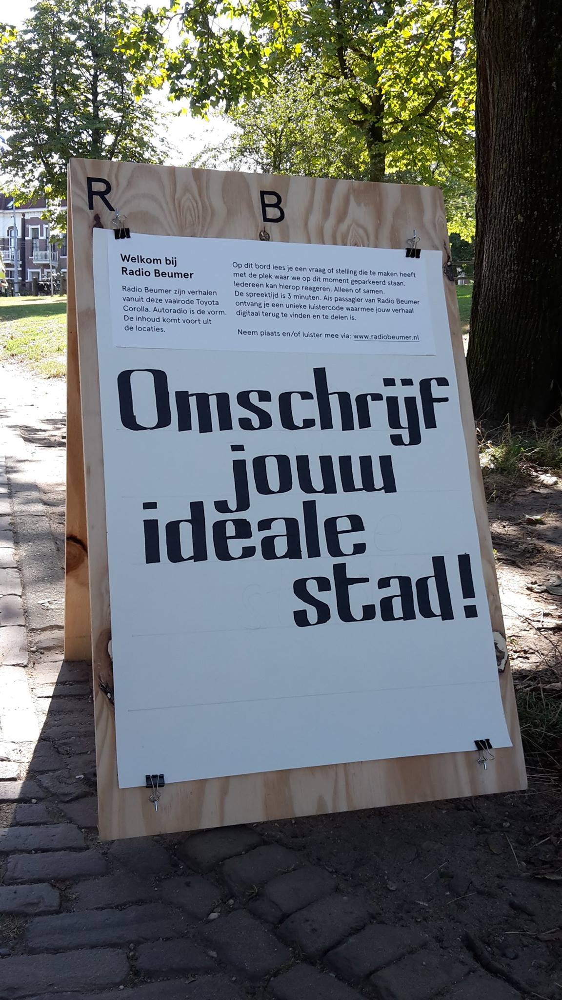 R B
Welkom bij
Radio Beumer
Radio Beumer zijn verhalen
vanuit deze vaalrode Toyota
Corolla. Autoradio is de vorm.
De inhoud komt voort uit
de locaties.
Op dit bord lees je een vraag of stelling die te maken heeft
met de plek waar we op dit moment geparkeerd staan.
Iedereen kan hierop reageren. Alleen of samen.
De spreektijd is 3 minuten. Als passagier van Radio Beumer
ontvang je een unieke luistercode waarmee jouw verhaal
digitaal terug te vinden en te delen is.
Neem plaats en/of luister mee via: www.radiobeumer.nl
Omschrijf
jouw
ideale
stad!